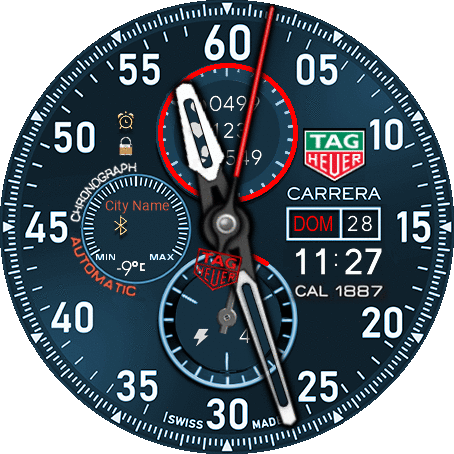 60
55
05
50
10
45
15
40
20
35
25
30
TAG
HEUER
CARRERA
DOM 28
11:27
CAL 1887
CHRONOGRAPH
City Name
MIN MAX
-9°C
AUTOMATIC
TAG
HEUER
4
SWISS MADE